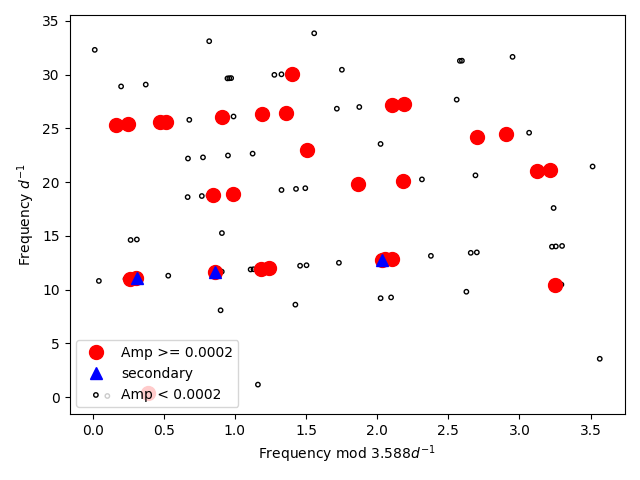 35
30
25
20
15
10
5
0
Frequency d⁻¹
Amp >= 0.0002
secondary
Amp < 0.0002
0.0 0.5 1.0 1.5 2.0 2.5 3.0 3.5
Frequency mod 3.588d⁻¹